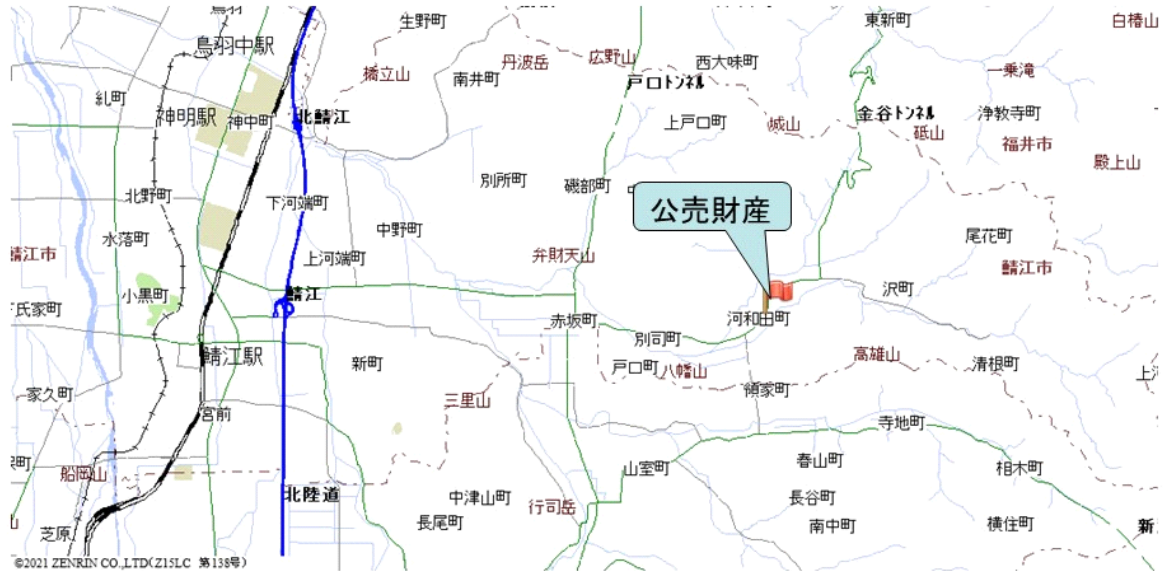 生野町
東新町
白椿山
鳥羽中駅
橋立山
南井町
丹波岳
広野山
西大味町
戸口トンネル
一乗滝
糺町
神明駅
神中町
北鯖江
上戸口町
城山
金谷トンネル
砥山
浄教寺町
福井市
殿上山
北野町
下河端町
別所町
磯部町
公売財産
水落町
中野町
尾花町
鯖江市
上河端町
弁財天山
鯖江市
小黒町
鯖江
沢町
氏家町
赤坂町
河和田町
鯖江駅
新町
別司町
戸口町
八幡山
高雄山
清根町
家久町
三里山
領家町
宮前
寺地町
船岡山
山室町
春山町
相木町
北陸道
中津山町
行司岳
長谷町
芝原
長尾町
南中町
横住町
©2021 ZENRIN CO.,LTD(Z15LC 第138号)